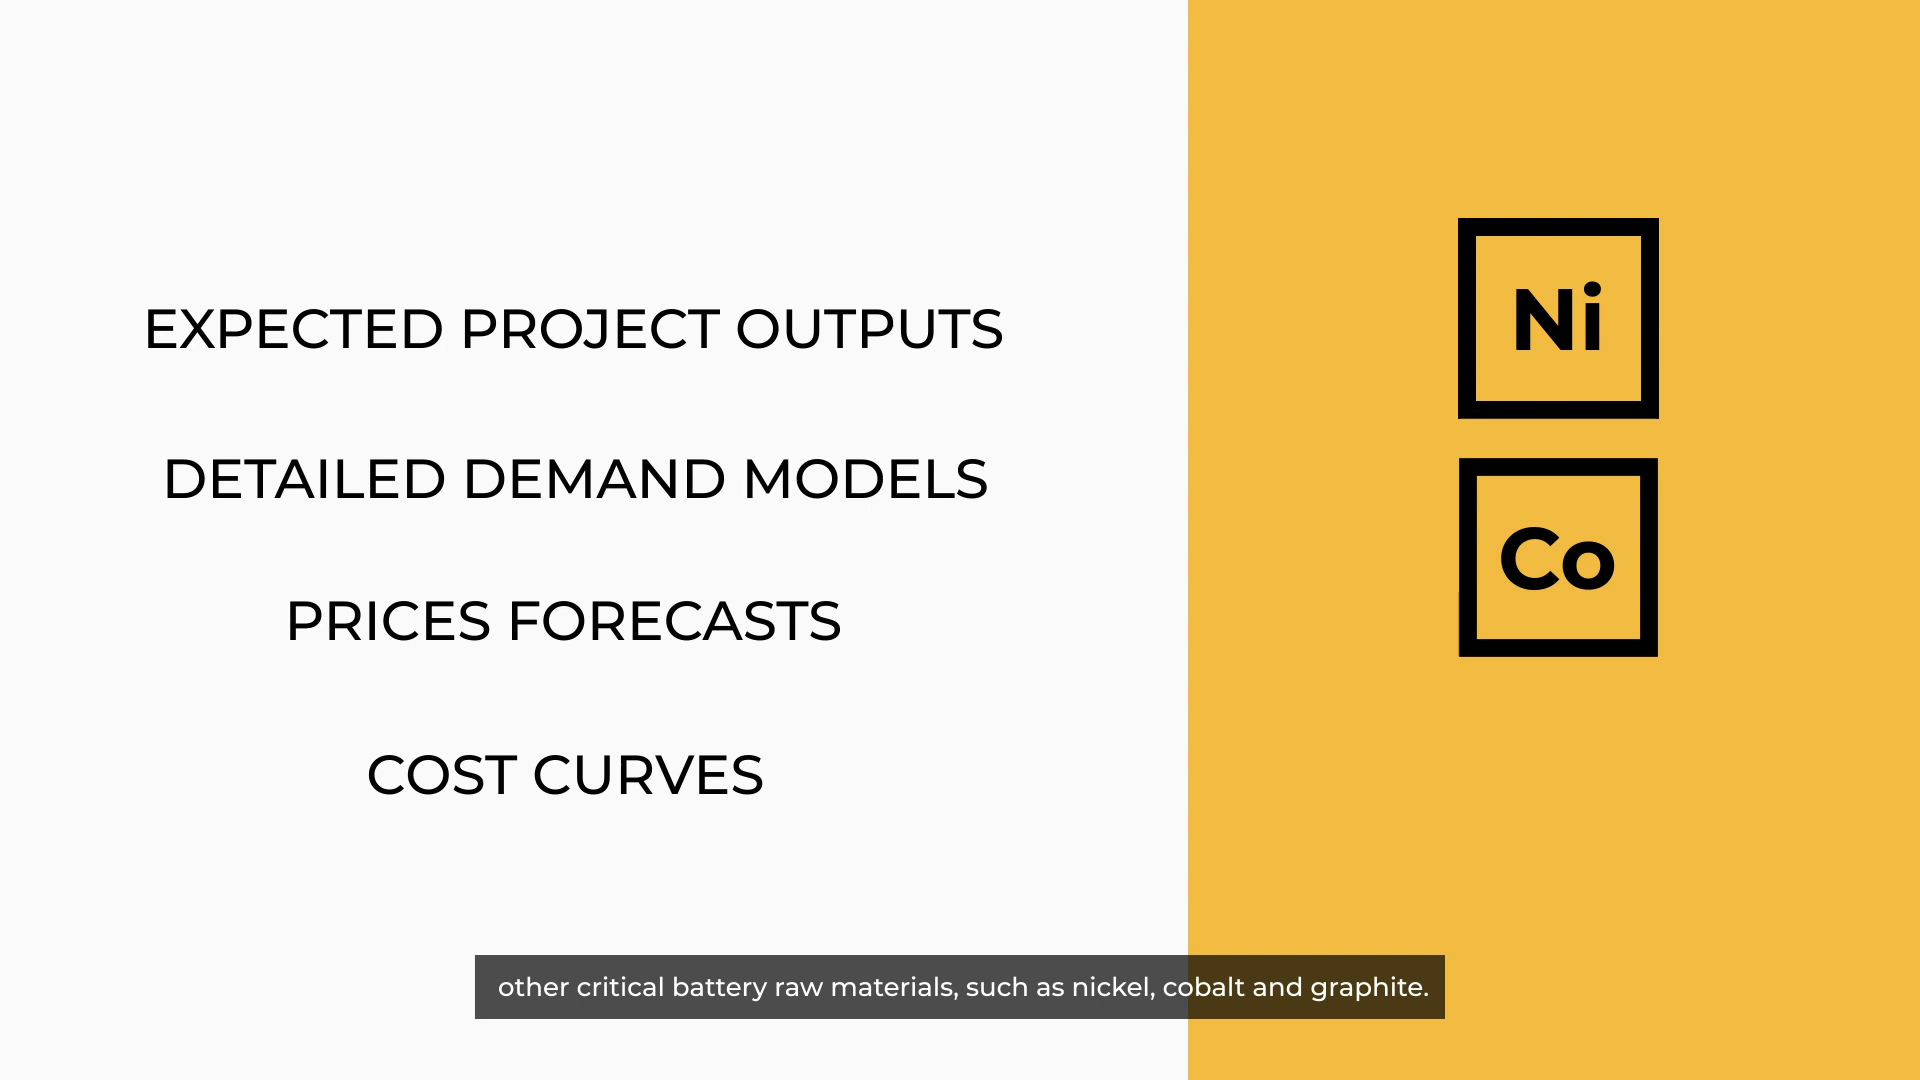 EXPECTED PROJECT OUTPUTS
DETAILED DEMAND MODELS
PRICES FORECASTS
COST CURVES
Ni
Co
other critical battery raw materials, such as nickel, cobalt and graphite.